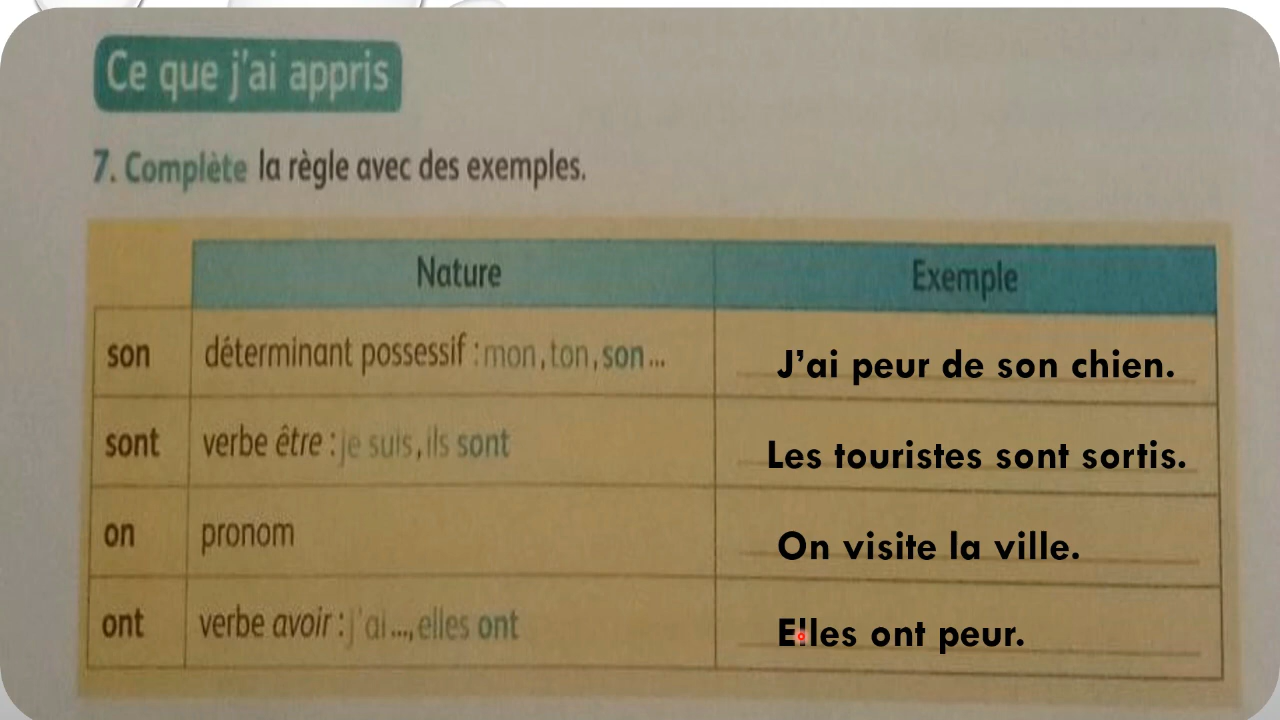 Ce que j'ai appris
7. Complète la règle avec des exemples.
Nature Exemple
son déterminant possessif : mon, ton, son ... J’ai peur de son chien.
sont verbe être : je suis, ils sont Les touristes sont sortis.
on pronom On visite la ville.
ont verbe avoir : j'ai ..., elles ont Elles ont peur.